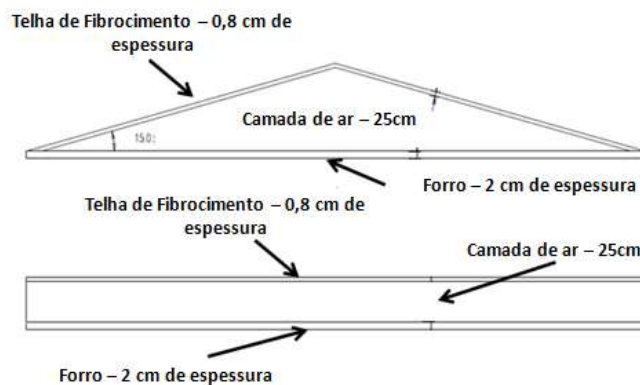 Telha de Fibrocimento – 0,8 cm de
espessura
Camada de ar – 25cm
Forro – 2 cm de espessura
Telha de Fibrocimento – 0,8 cm de
espessura
Camada de ar – 25cm
Forro – 2 cm de espessura